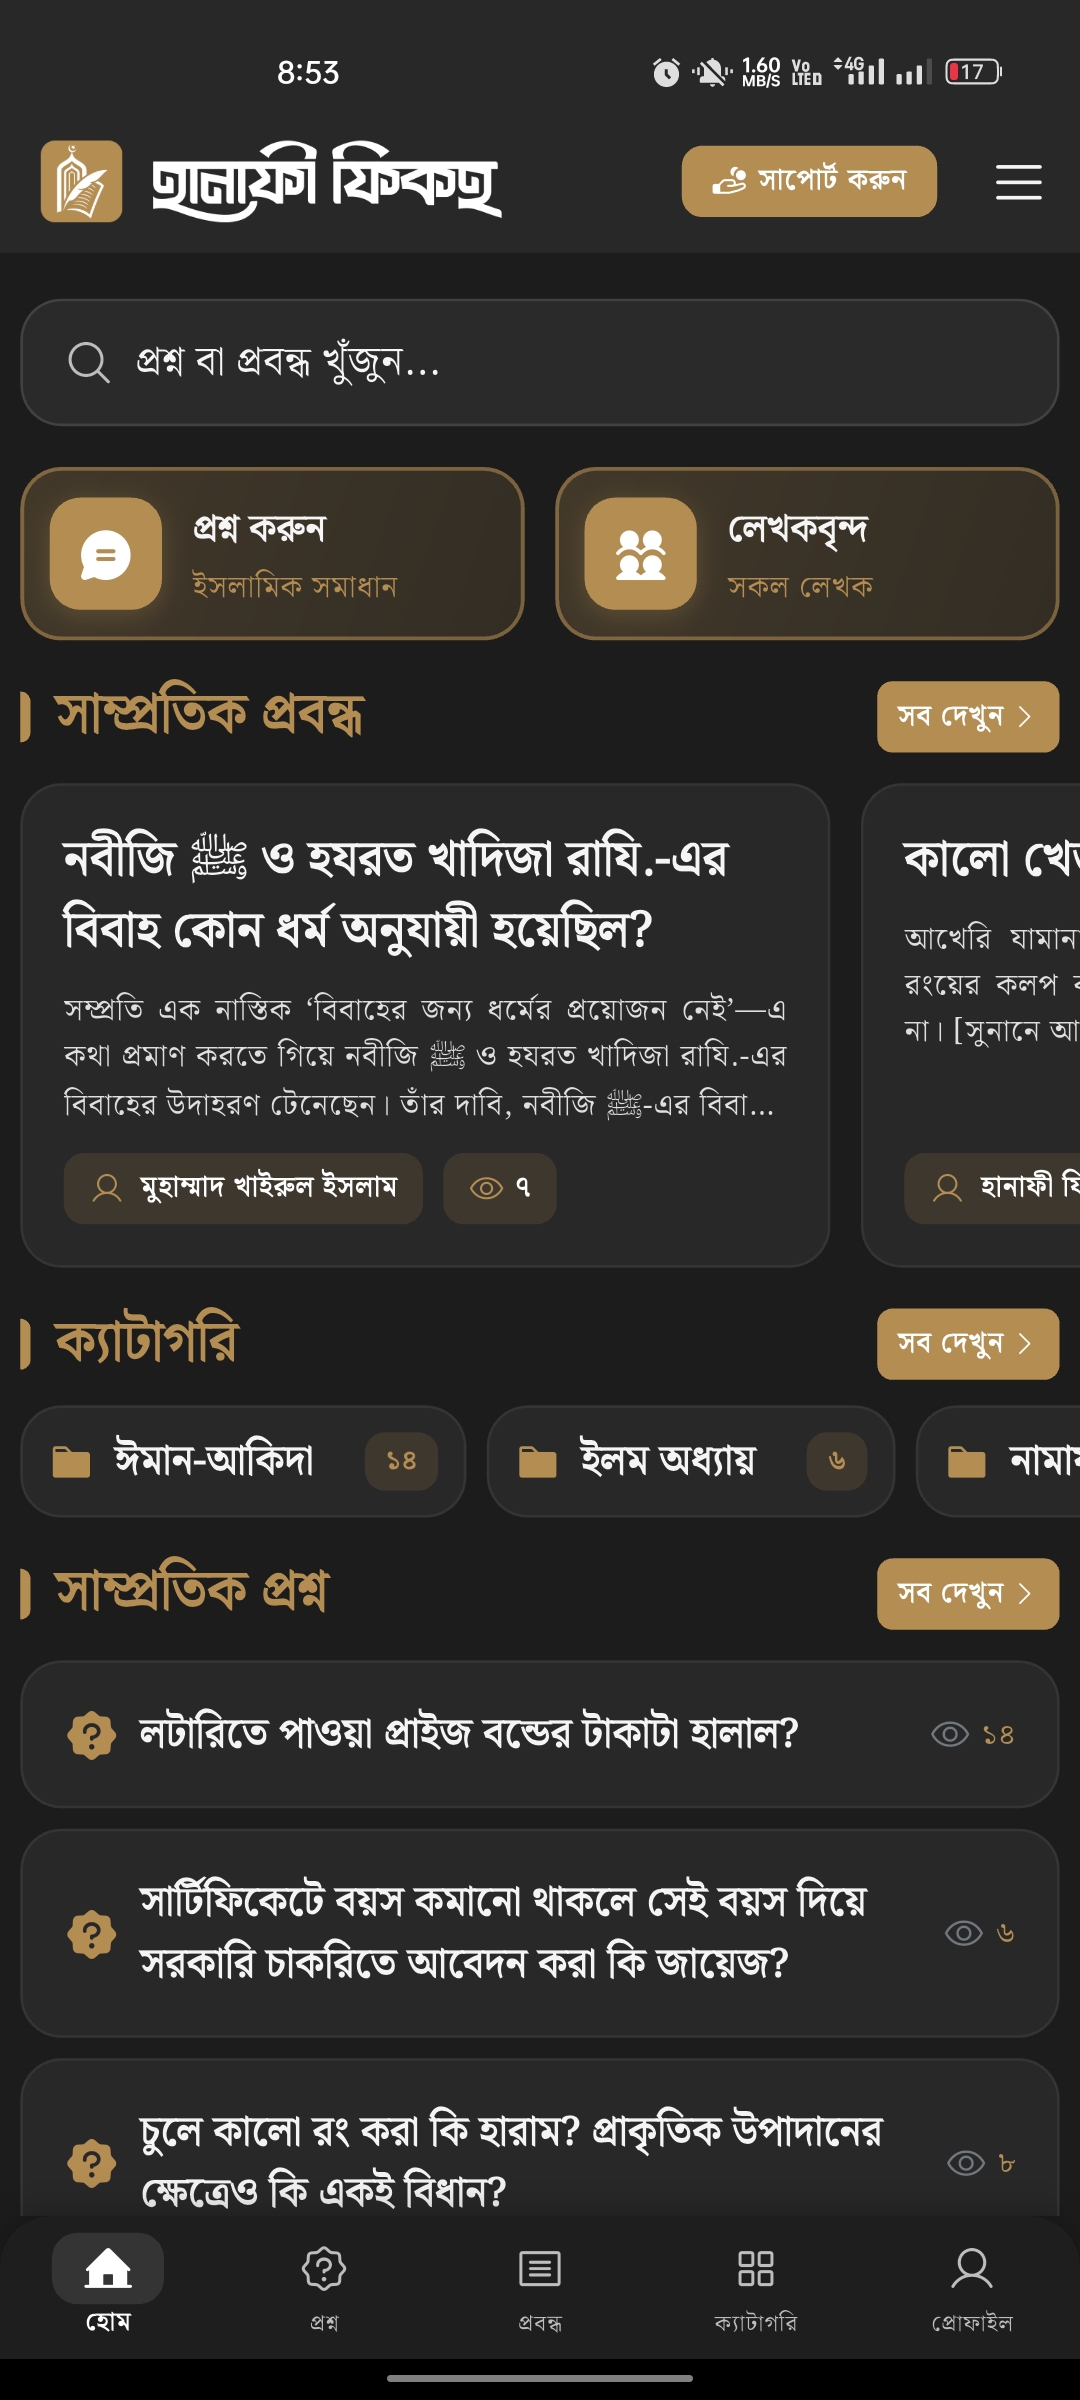 8:53
1.60 MB/S
Vo LTE
4G
17
হানাফী ফিকহ
সাপোর্ট করুন
প্রশ্ন বা প্রবন্ধ খুঁজুন...
প্রশ্ন করুন
ইসলামিক সমাধান
লেখকবৃন্দ
সকল লেখক
সাম্প্রতিক প্রবন্ধ
সব দেখুন
নবীজি ﷺ ও হযরত খাদিজা রাযি.-এর
বিবাহ কোন ধর্ম অনুযায়ী হয়েছিল?
সম্প্রতি এক নাস্তিক ‘বিবাহের জন্য ধর্মের প্রয়োজন নেই’—এ
কথা প্রমাণ করতে গিয়ে নবীজি ﷺ ও হযরত খাদিজা রাযি.-এর
বিবাহের উদাহরণ টেনেছেন। তাঁর দাবি, নবীজি ﷺ-এর বিবা...
মুহাম্মাদ খাইরুল ইসলাম
৭
কালো
আখেরি
রংয়ের কলপ
না। [সুনানে
হানাফী
ক্যাটাগরি
সব দেখুন
ঈমান-আকিদা
১৪
ইলম অধ্যায়
৬
সাম্প্রতিক প্রশ্ন
সব দেখুন
লটারিতে পাওয়া প্রাইজ বন্ডের টাকাটা হালাল?
১৪
সার্টিফিকেটে বয়স কমানো থাকলে সেই বয়স দিয়ে
সরকারি চাকরিতে আবেদন করা কি জায়েজ?
৬
চুলে কালো রং করা কি হারাম? প্রাকৃতিক উপাদানের
ক্ষেত্রেও কি একই বিধান?
৮
হোম
প্রশ্ন
প্রবন্ধ
ক্যাটাগরি
প্রোফাইল